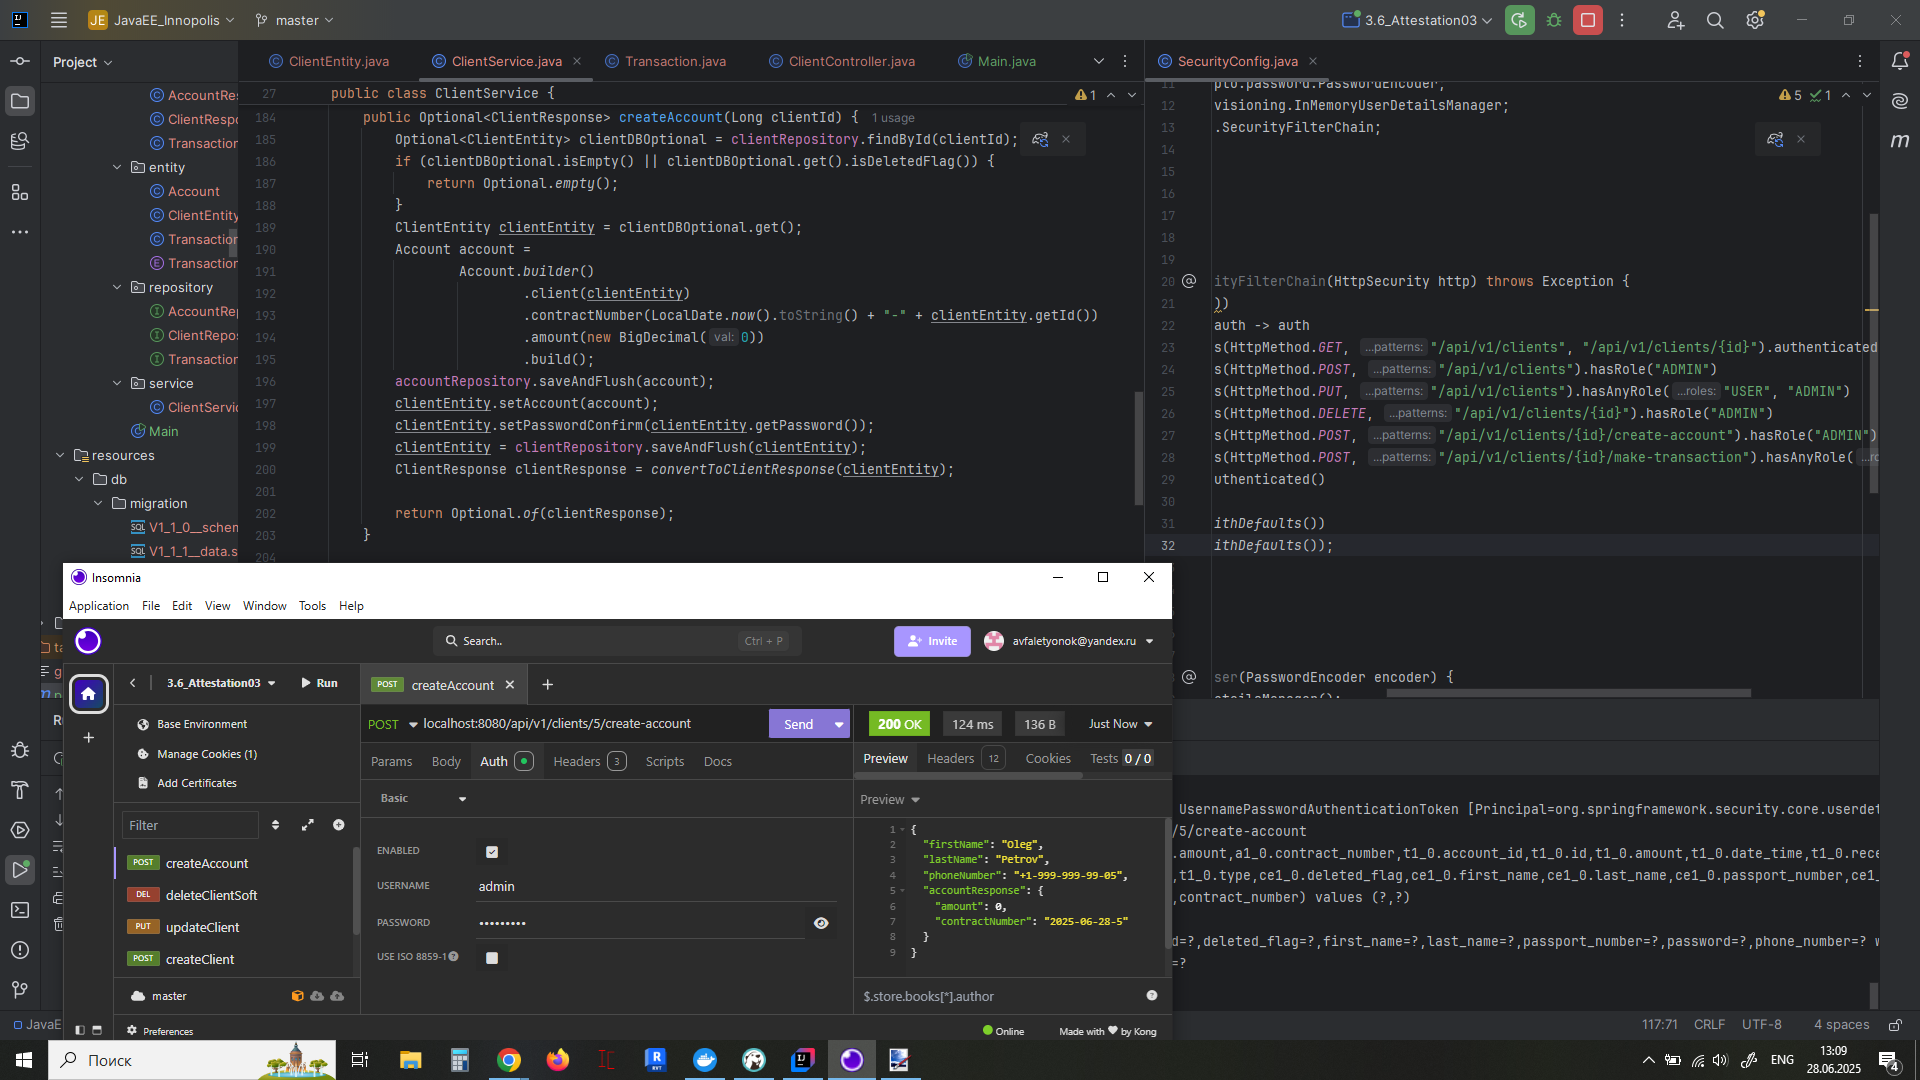 JE JavaEE_Innopolis master 3.6_Attestation03
Project
ClientEntity.java ClientService.java Transaction.java ClientController.java Main.java
SecurityConfig.java
AccountRes
ClientRespo
Transaction
entity
Account
ClientEntity
Transaction
Transaction
repository
AccountRep
ClientRepos
Transaction
service
ClientServic
Main
resources
db
migration
V1_1_0__schem
V1_1_1__data.s
27 public class ClientService {
1
184 public Optional<ClientResponse> createAccount(Long clientId) { 1 usage
185 Optional<ClientEntity> clientDBOptional = clientRepository.findById(clientId);
186 if (clientDBOptional.isEmpty() || clientDBOptional.get().isDeletedFlag()) {
187 return Optional.empty();
188 }
189 ClientEntity clientEntity = clientDBOptional.get();
190 Account account =
191 Account.builder()
192 .client(clientEntity)
193 .contractNumber(LocalDate.now().toString() + "-" + clientEntity.getId())
194 .amount(new BigDecimal( val: 0))
195 .build();
196 accountRepository.saveAndFlush(account);
197 clientEntity.setAccount(account);
198 clientEntity.setPasswordConfirm(clientEntity.getPassword());
199 clientEntity = clientRepository.saveAndFlush(clientEntity);
200 ClientResponse clientResponse = convertToClientResponse(clientEntity);
201
202 return Optional.of(clientResponse);
203 }
204
11 pto.password.PasswordEncoder;
5 1
12 visioning.InMemoryUserDetailsManager;
13 .SecurityFilterChain;
14
15
16
17
18
19
20 ityFilterChain(HttpSecurity http) throws Exception {
21 ))
22 auth -> auth
23 s(HttpMethod.GET, ...patterns: "/api/v1/clients", "/api/v1/clients/{id}").authenticated
24 s(HttpMethod.POST, ...patterns: "/api/v1/clients").hasRole("ADMIN")
25 s(HttpMethod.PUT, ...patterns: "/api/v1/clients").hasAnyRole( ...roles: "USER", "ADMIN")
26 s(HttpMethod.DELETE, ...patterns: "/api/v1/clients/{id}").hasRole("ADMIN")
27 s(HttpMethod.POST, ...patterns: "/api/v1/clients/{id}/create-account").hasRole("ADMIN")
28 s(HttpMethod.POST, ...patterns: "/api/v1/clients/{id}/make-transaction").hasAnyRole( ...ro
29 uthenticated()
30
31 ithDefaults())
32 ithDefaults());
ser(PasswordEncoder encoder) {
etailsManager();
UsernamePasswordAuthenticationToken [Principal=org.springframework.security.core.userdet
/5/create-account
.amount,a1_0.contract_number,t1_0.account_id,t1_0.id,t1_0.amount,t1_0.date_time,t1_0.rece
,t1_0.type,ce1_0.deleted_flag,ce1_0.first_name,ce1_0.last_name,ce1_0.passport_number,ce1_
,contract_number) values (?,?)
d=?,deleted_flag=?,first_name=?,last_name=?,passport_number=?,password=?,phone_number=? w
=?
JavaE
117:71 CRLF UTF-8 4 spaces
Insomnia
Application File Edit View Window Tools Help
Search.. Ctrl + P Invite avfaletyonok@yandex.ru
3.6_Attestation03 Run
POST createAccount
Base Environment
Manage Cookies (1)
Add Certificates
Filter
POST createAccount
DEL deleteClientSoft
PUT updateClient
POST createClient
master
Preferences
POST localhost:8080/api/v1/clients/5/create-account Send
Params Body Auth Headers 3 Scripts Docs
Basic
ENABLED
USERNAME admin
PASSWORD •••••••••
USE ISO 8859-1
200 OK 124 ms 136 B Just Now
Preview Headers 12 Cookies Tests 0 / 0
Preview
1 {
2 "firstName": "Oleg",
3 "lastName": "Petrov",
4 "phoneNumber": "+1-999-999-99-05",
5 "accountResponse": {
6 "amount": 0,
7 "contractNumber": "2025-06-28-5"
8 }
9 }
$.store.books[*].author
Online Made with ❤ by Kong
Поиск
ENG 13:09
28.06.2025
4